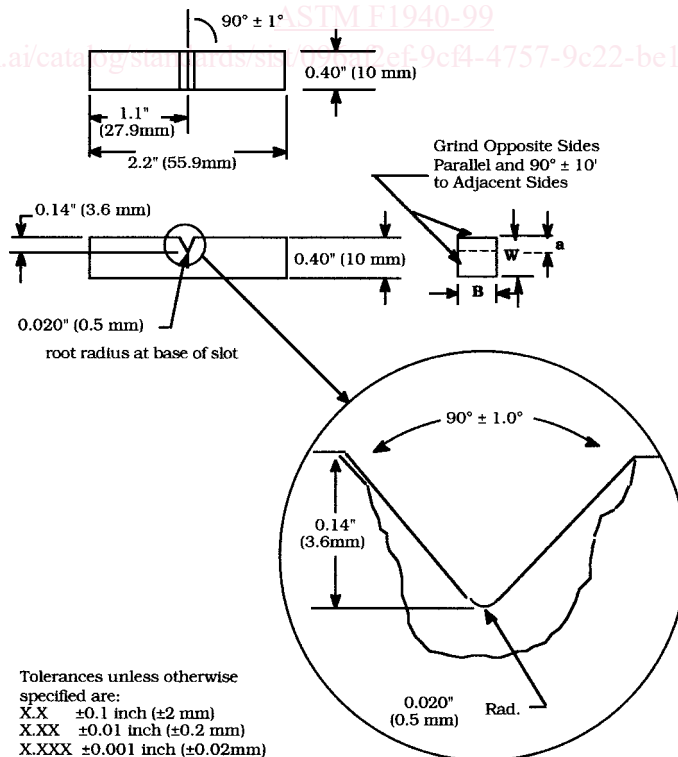 ASTM F1940-99
90° ± 1°
0.40" (10 mm)
1.1"
(27.9mm)
2.2" (55.9mm)
Grind Opposite Sides
Parallel and 90° ± 10'
to Adjacent Sides
0.14" (3.6 mm)
0.40" (10 mm)
W
a
B
0.020" (0.5 mm)
root radius at base of slot
90° ± 1.0°
0.14"
(3.6mm)
0.020"
(0.5 mm)
Rad.
Tolerances unless otherwise
specified are:
X.X ±0.1 inch (±2 mm)
X.XX ±0.01 inch (±0.2 mm)
X.XXX ±0.001 inch (±0.02mm)